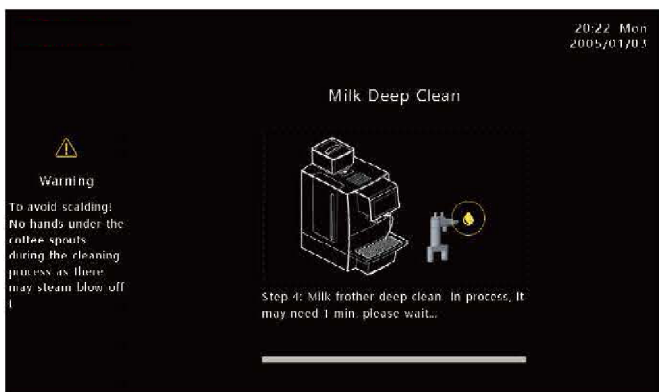 20:22 Mon
2005/01/03
Milk Deep Clean
Warning
To avoid scalding!
No hands under the
coffee spouts
during the cleaning
process as there
may steam blow off
!
Step 4: Milk frother deep clean in process, It
may need 1 min, please wait...